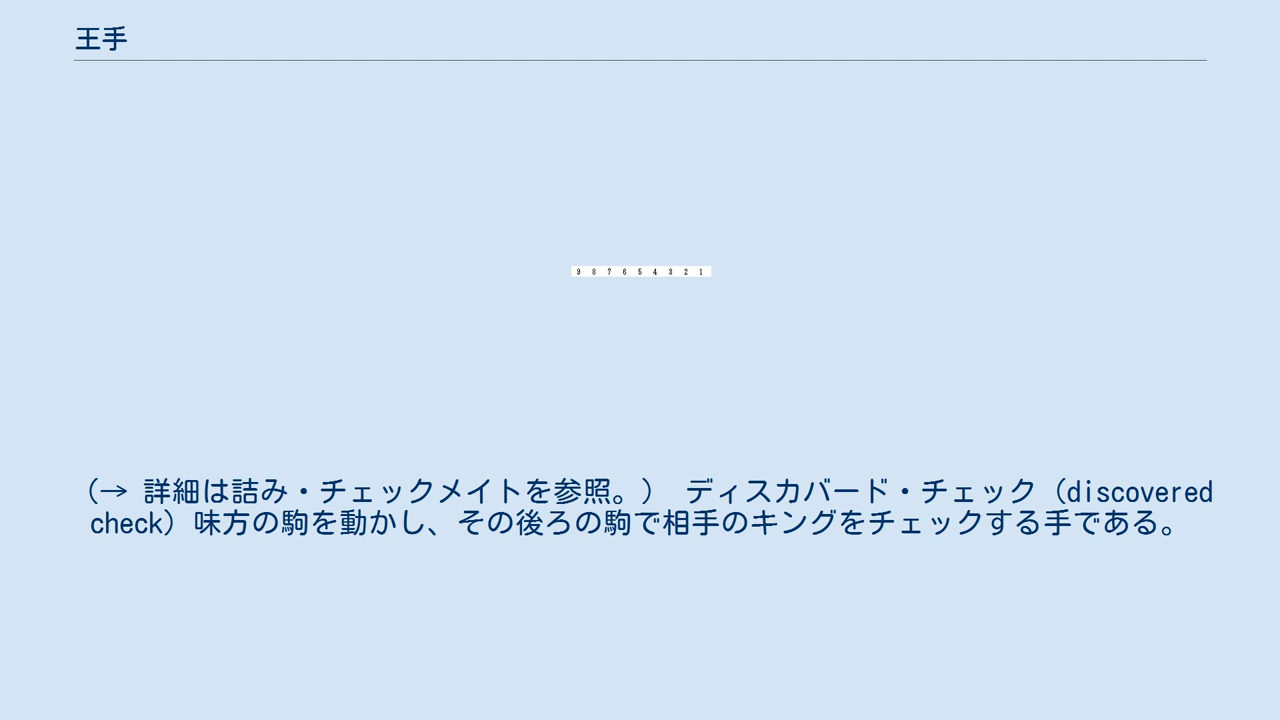 王手
9 8 7 6 5 4 3 2 1
（→ 詳細は詰み・チェックメイトを参照。） ディスカバード・チェック（discovered
check）味方の駒を動かし、その後ろの駒で相手のキングをチェックする手である。